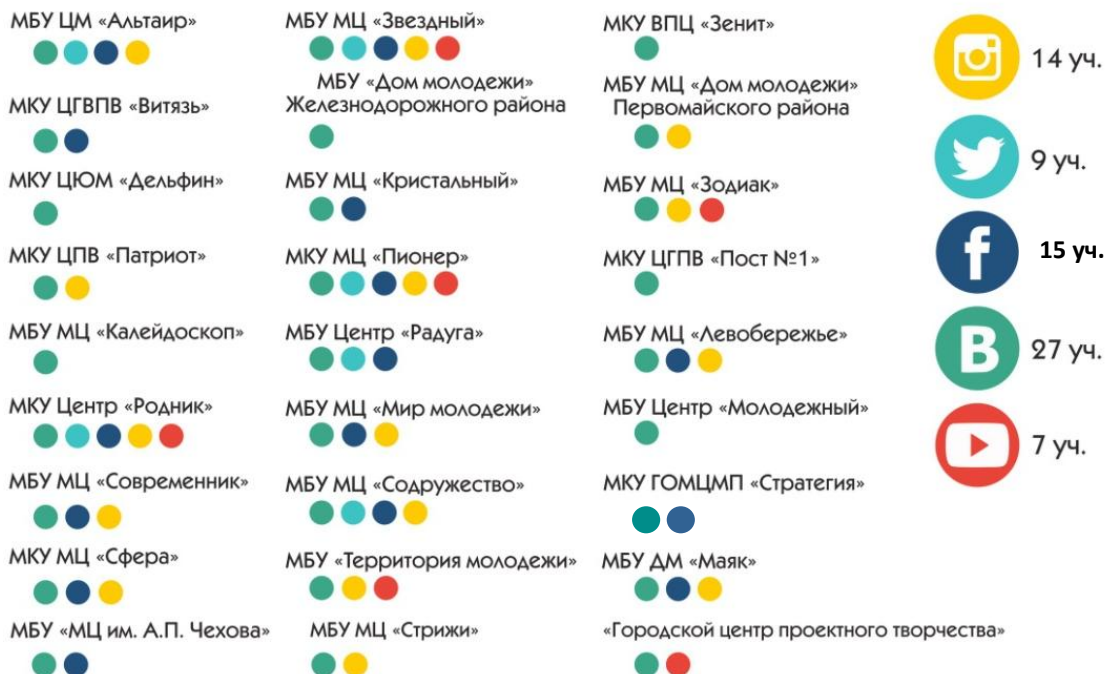 МБУ ЦМ «Альтаир»
МКУ ЦГВПВ «Витязь»
МКУ ЦЮМ «Дельфин»
МКУ ЦПВ «Патриот»
МБУ МЦ «Калейдоскоп»
МКУ Центр «Родник»
МБУ МЦ «Современник»
МКУ МЦ «Сфера»
МБУ «МЦ им. А.П. Чехова»
МБУ МЦ «Звездный»
МБУ «Дом молодежи»
Железнодорожного района
МБУ МЦ «Кристальный»
МКУ МЦ «Пионер»
МБУ Центр «Радуга»
МБУ МЦ «Мир молодежи»
МБУ МЦ «Содружество»
МБУ «Территория молодежи»
МБУ МЦ «Стрижи»
МКУ ВПЦ «Зенит»
МБУ МЦ «Дом молодежи»
Первомайского района
МБУ МЦ «Зодиак»
МКУ ЦГПВ «Пост №1»
МБУ МЦ «Левобережье»
МБУ Центр «Молодежный»
МКУ ГОМЦМП «Стратегия»
МБУ ДМ «Маяк»
«Городской центр проектного творчества»
14 уч.
9 уч.
f 15 уч.
В 27 уч.
7 уч.